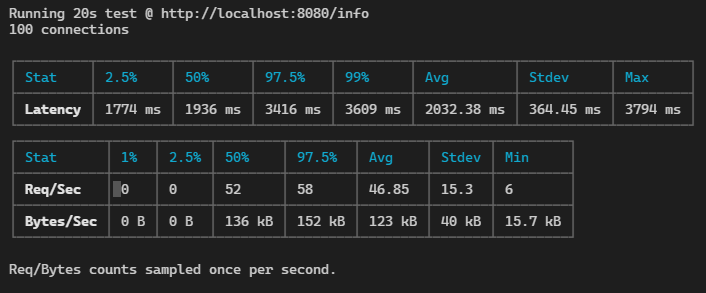 Running 20s test @ http://localhost:8080/info
100 connections
Stat 2.5% 50% 97.5% 99% Avg Stdev Max
Latency 1774 ms 1936 ms 3416 ms 3609 ms 2032.38 ms 364.45 ms 3794 ms
Stat 1% 2.5% 50% 97.5% Avg Stdev Min
Req/Sec 0 0 52 58 46.85 15.3 6
Bytes/Sec 0 B 0 B 136 kB 152 kB 123 kB 40 kB 15.7 kB
Req/Bytes counts sampled once per second.